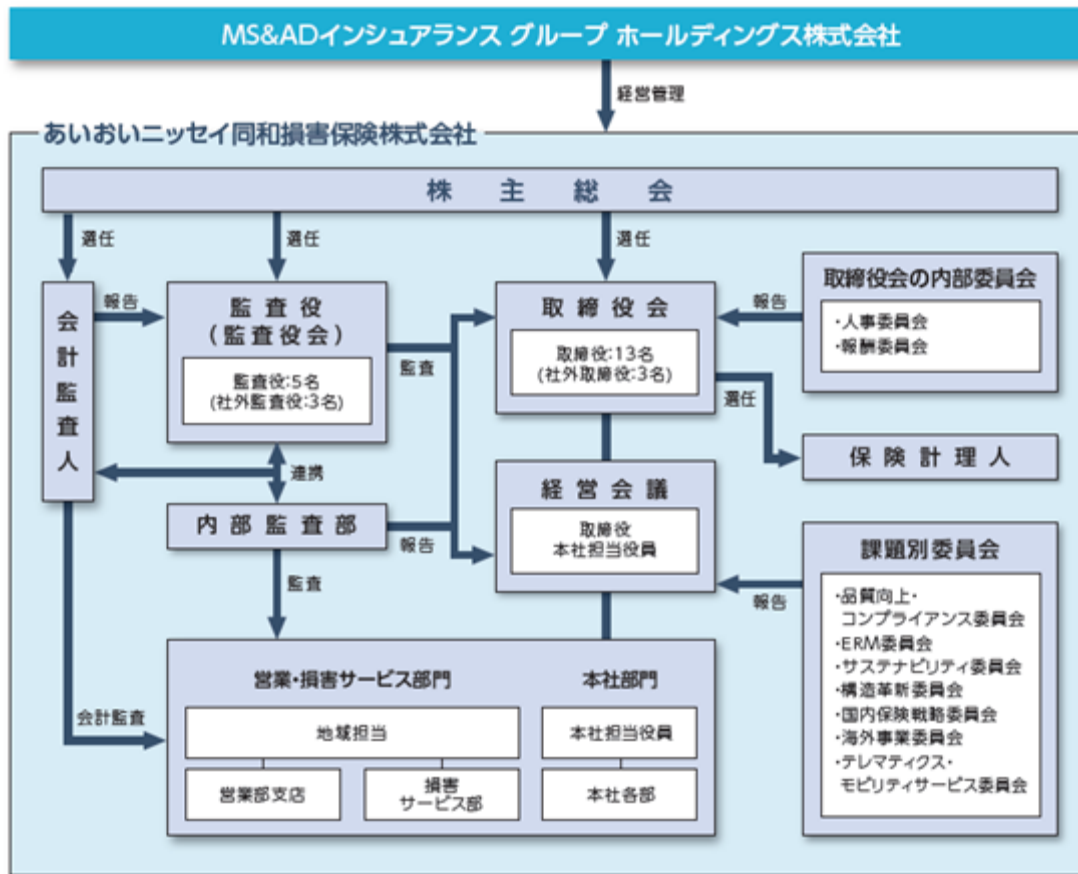 MS&ADインシュアランス グループ ホールディングス株式会社
経営管理
あいおいニッセイ同和損害保険株式会社
株主総会
選任
選任
選任
会計監査人
報告
監査役
(監査役会)
監査役:5名
(社外監査役:3名)
監査
取締役会
取締役:13名
(社外取締役:3名)
報告
取締役会の内部委員会
・人事委員会
・報酬委員会
選任
保険計理人
連携
内部監査部
報告
経営会議
取締役
本社担当役員
監査
報告
課題別委員会
・品質向上・
コンプライアンス委員会
・ERM委員会
・サステナビリティ委員会
・構造革新委員会
・国内保険戦略委員会
・海外事業委員会
・テレマティクス・
モビリティサービス委員会
会計監査
営業・損害サービス部門
地域担当
営業部支店
損害
サービス部
本社部門
本社担当役員
本社各部